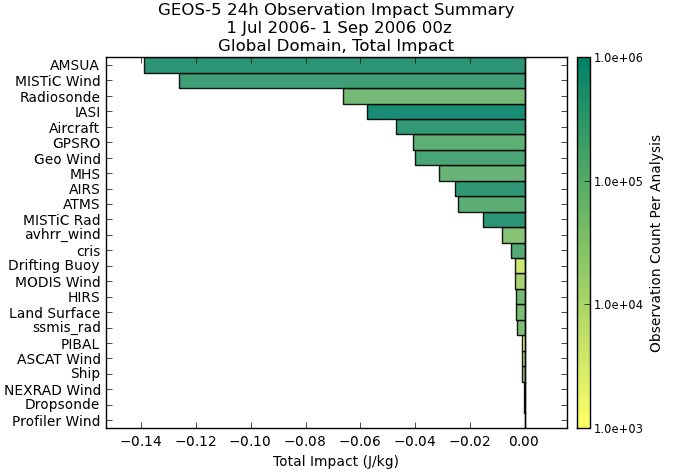 GEOS-5 24h Observation Impact Summary
1 Jul 2006- 1 Sep 2006 00z
Global Domain, Total Impact
AMSUA
MISTiC Wind
Radiosonde
IASI
Aircraft
GPSRO
Geo Wind
MHS
AIRS
ATMS
MISTiC Rad
avhrr_wind
cris
Drifting Buoy
MODIS Wind
HIRS
Land Surface
ssmis_rad
PIBAL
ASCAT Wind
Ship
NEXRAD Wind
Dropsonde
Profiler Wind
−0.14 −0.12 −0.10 −0.08 −0.06 −0.04 −0.02 0.00
Total Impact (J/kg)
1.0e+06
1.0e+05
1.0e+04
1.0e+03
Observation Count Per Analysis